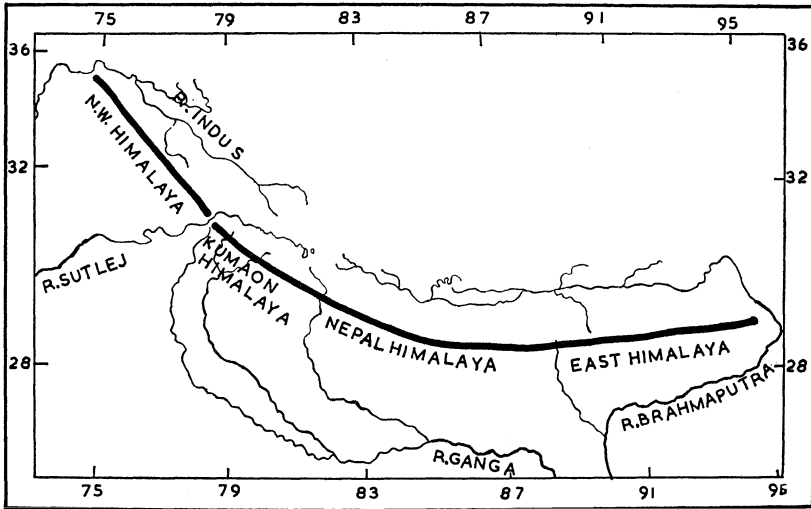 75 79 83 87 91 95
36 36
R. INDUS
N.W. HIMALAYA
32 32
KUMAON
HIMALAYA
R.SUTLEJ
NEPAL HIMALAYA
EAST HIMALAYA
28 28
R.BRAHMAPUTRA
R.GANGA
75 79 83 87 91 95